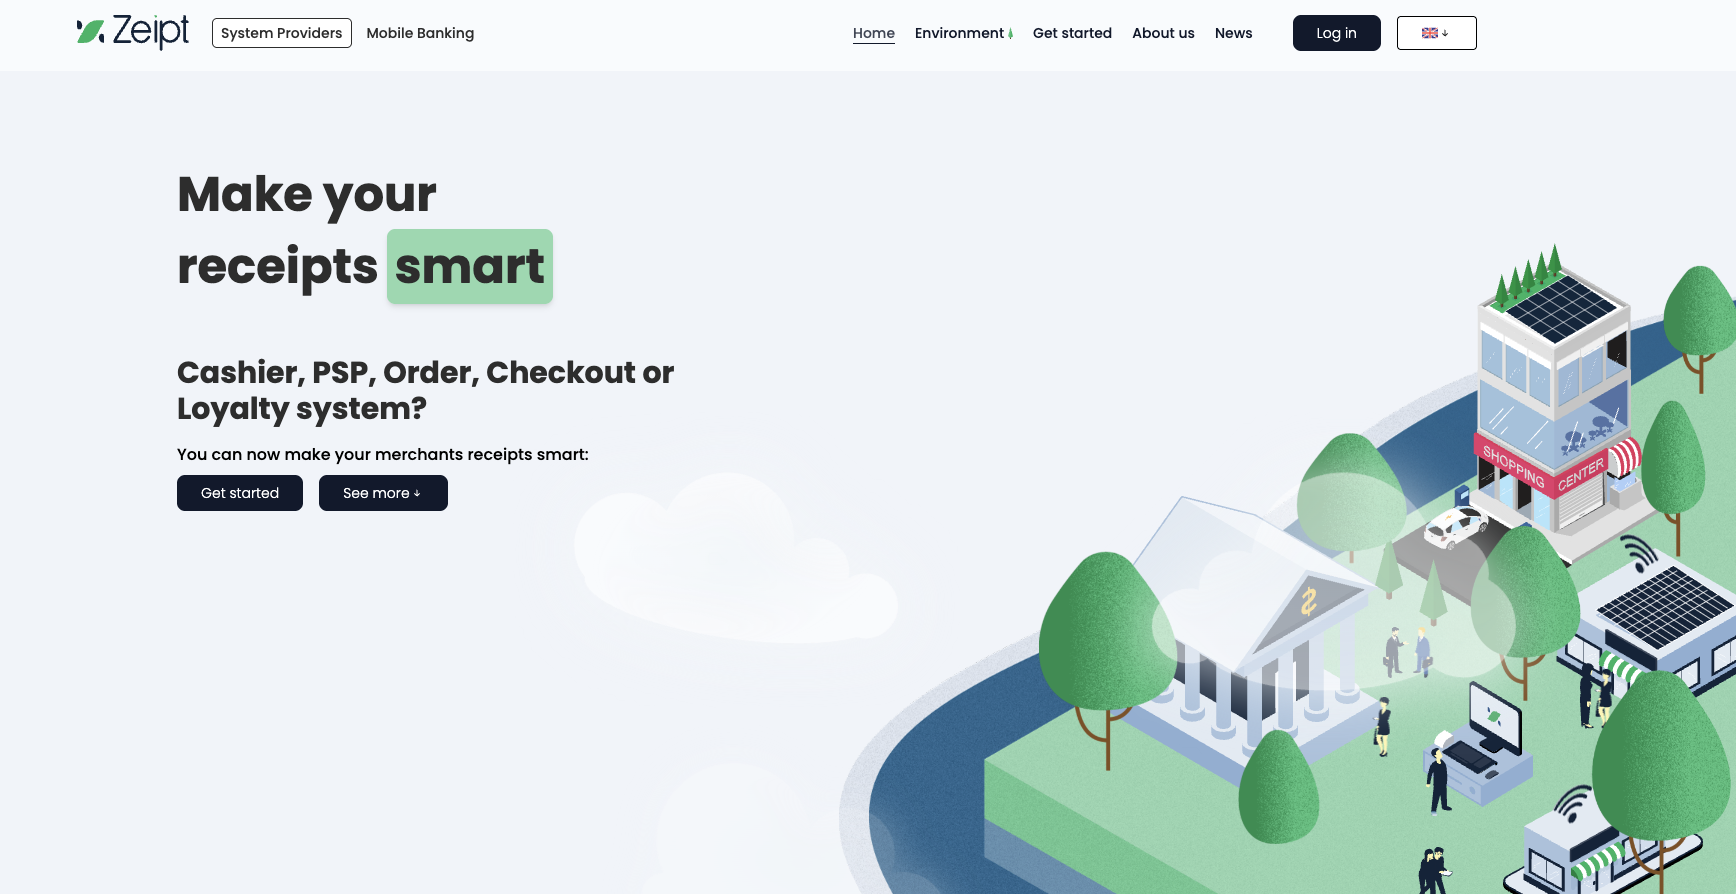 Zeipt
System Providers
Mobile Banking
Home
Environment
Get started
About us
News
Log in
Make your
receipts smart
Cashier, PSP, Order, Checkout or
Loyalty system?
You can now make your merchants receipts smart:
Get started
See more ↓
SHOPPING CENTER
$